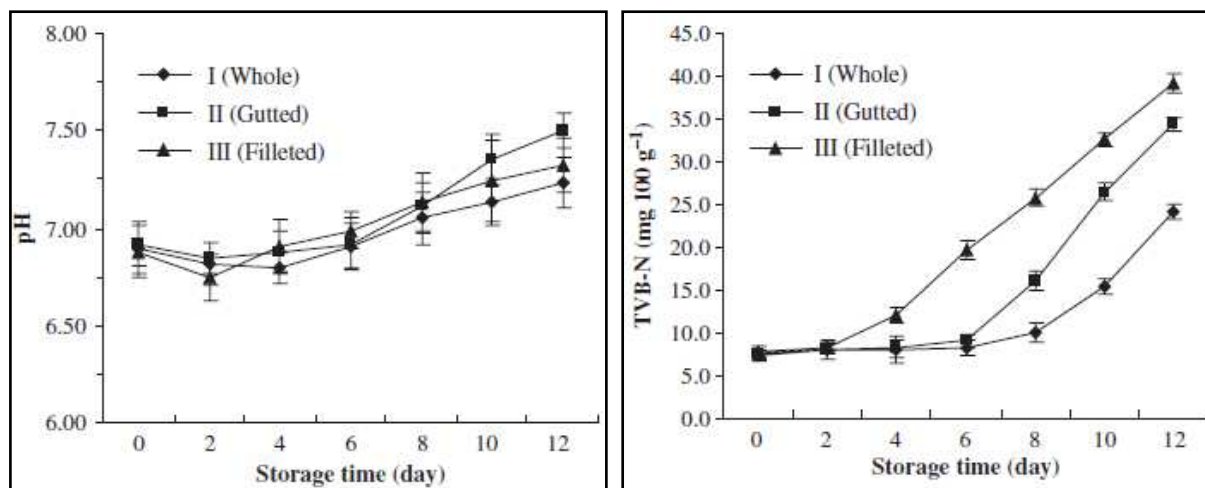 8.00
7.50
7.00
6.50
6.00
pH
I (Whole)
II (Gutted)
III (Filleted)
0 2 4 6 8 10 12
Storage time (day)
45.0
40.0
35.0
30.0
25.0
20.0
15.0
10.0
5.0
0.0
TVB-N (mg 100 g⁻¹)
I (Whole)
II (Gutted)
III (Filleted)
0 2 4 6 8 10 12
Storage time (day)